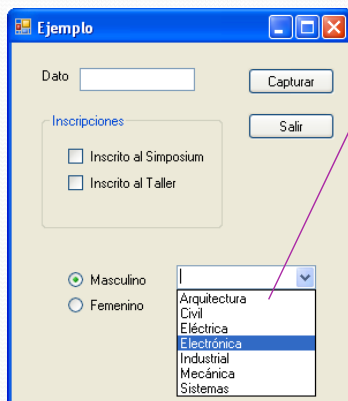 Ejemplo
Dato
Capturar
Inscripciones
Salir
Inscrito al Simposium
Inscrito al Taller
Masculino
Femenino
Arquitectura
Civil
Eléctrica
Electrónica
Industrial
Mecánica
Sistemas